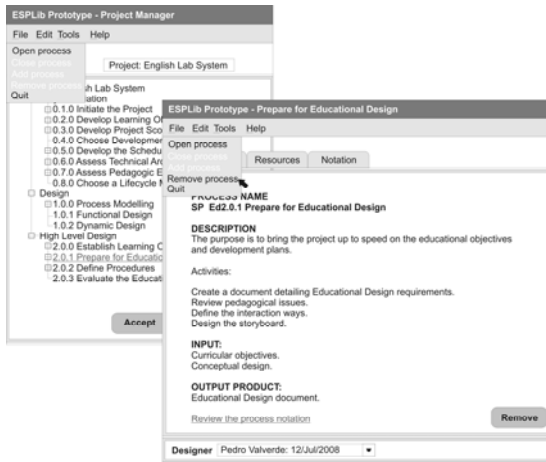 ESPLib Prototype - Project Manager
File Edit Tools Help
Open process
Close process
Add process
Remove process
Quit
Project: English Lab System
sh Lab System
ation
0.1.0 Initiate the Project
0.2.0 Develop Learning Ob
0.3.0 Develop Project Sco
0.4.0 Choose Developmer
0.5.0 Develop the Schedu
0.6.0 Assess Technical Arc
0.7.0 Assess Pedagogic E
0.8.0 Choose a Lifecycle M
Design
1.0.0 Process Modelling
1.0.1 Functional Design
1.0.2 Dynamic Design
High Level Design
2.0.0 Establish Learning C
2.0.1 Prepare for Educatio
2.0.2 Define Procedures
2.0.3 Evaluate the Educati
Accept
ESPLib Prototype - Prepare for Educational Design
File Edit Tools Help
Open process
Close process
Add process
Remove process
Quit
Resources Notation
PROCESS NAME
SP Ed2.0.1 Prepare for Educational Design
DESCRIPTION
The purpose is to bring the project up to speed on the educational objectives
and development plans.
Activities:
Create a document detailing Educational Design requirements.
Review pedagogical issues.
Define the interaction ways.
Design the storyboard.
INPUT:
Curricular objectives.
Conceptual design.
OUTPUT PRODUCT:
Educational Design document.
Review the process notation
Remove
Designer Pedro Valverde: 12/Jul/2008